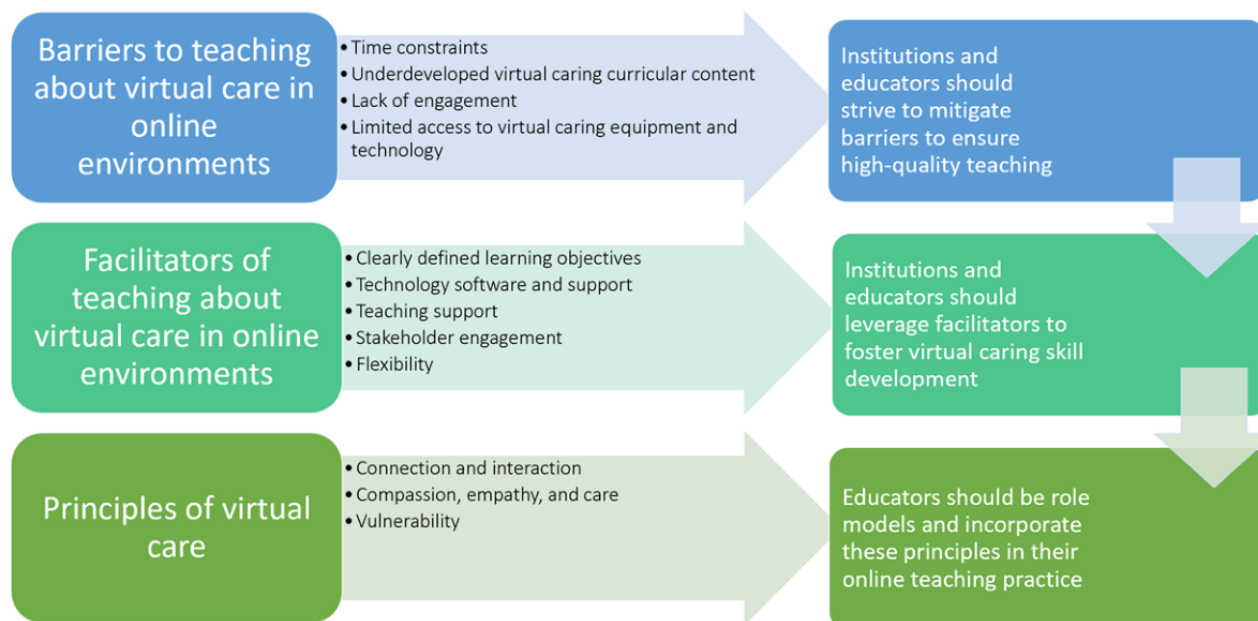 Barriers to teaching
about virtual care in
online
environments
• Time constraints
• Underdeveloped virtual caring curricular content
• Lack of engagement
• Limited access to virtual caring equipment and
technology
Institutions and
educators should
strive to mitigate
barriers to ensure
high-quality teaching
Facilitators of
teaching about
virtual care in online
environments
• Clearly defined learning objectives
• Technology software and support
• Teaching support
• Stakeholder engagement
• Flexibility
Institutions and
educators should
leverage facilitators to
foster virtual caring skill
development
Principles of virtual
care
• Connection and interaction
• Compassion, empathy, and care
• Vulnerability
Educators should be role
models and incorporate
these principles in their
online teaching practice